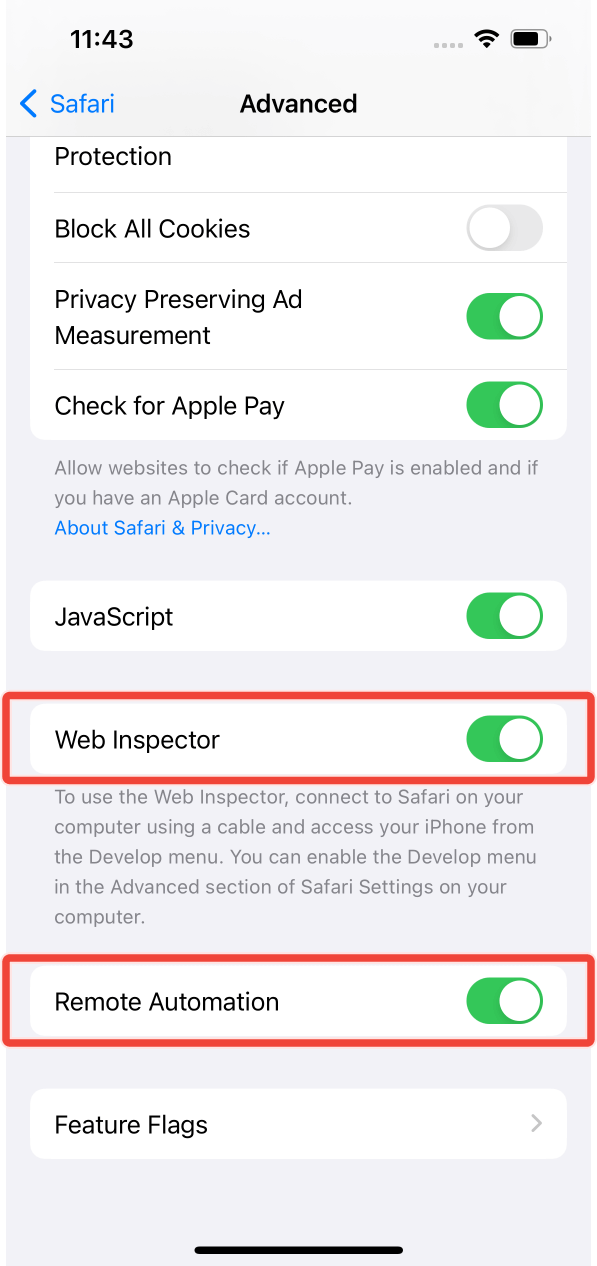 11:43
Safari
Advanced
Protection
Block All Cookies
Privacy Preserving Ad
Measurement
Check for Apple Pay
Allow websites to check if Apple Pay is enabled and if
you have an Apple Card account.
About Safari & Privacy...
JavaScript
Web Inspector
To use the Web Inspector, connect to Safari on your
computer using a cable and access your iPhone from
the Develop menu. You can enable the Develop menu
in the Advanced section of Safari Settings on your
computer.
Remote Automation
Feature Flags